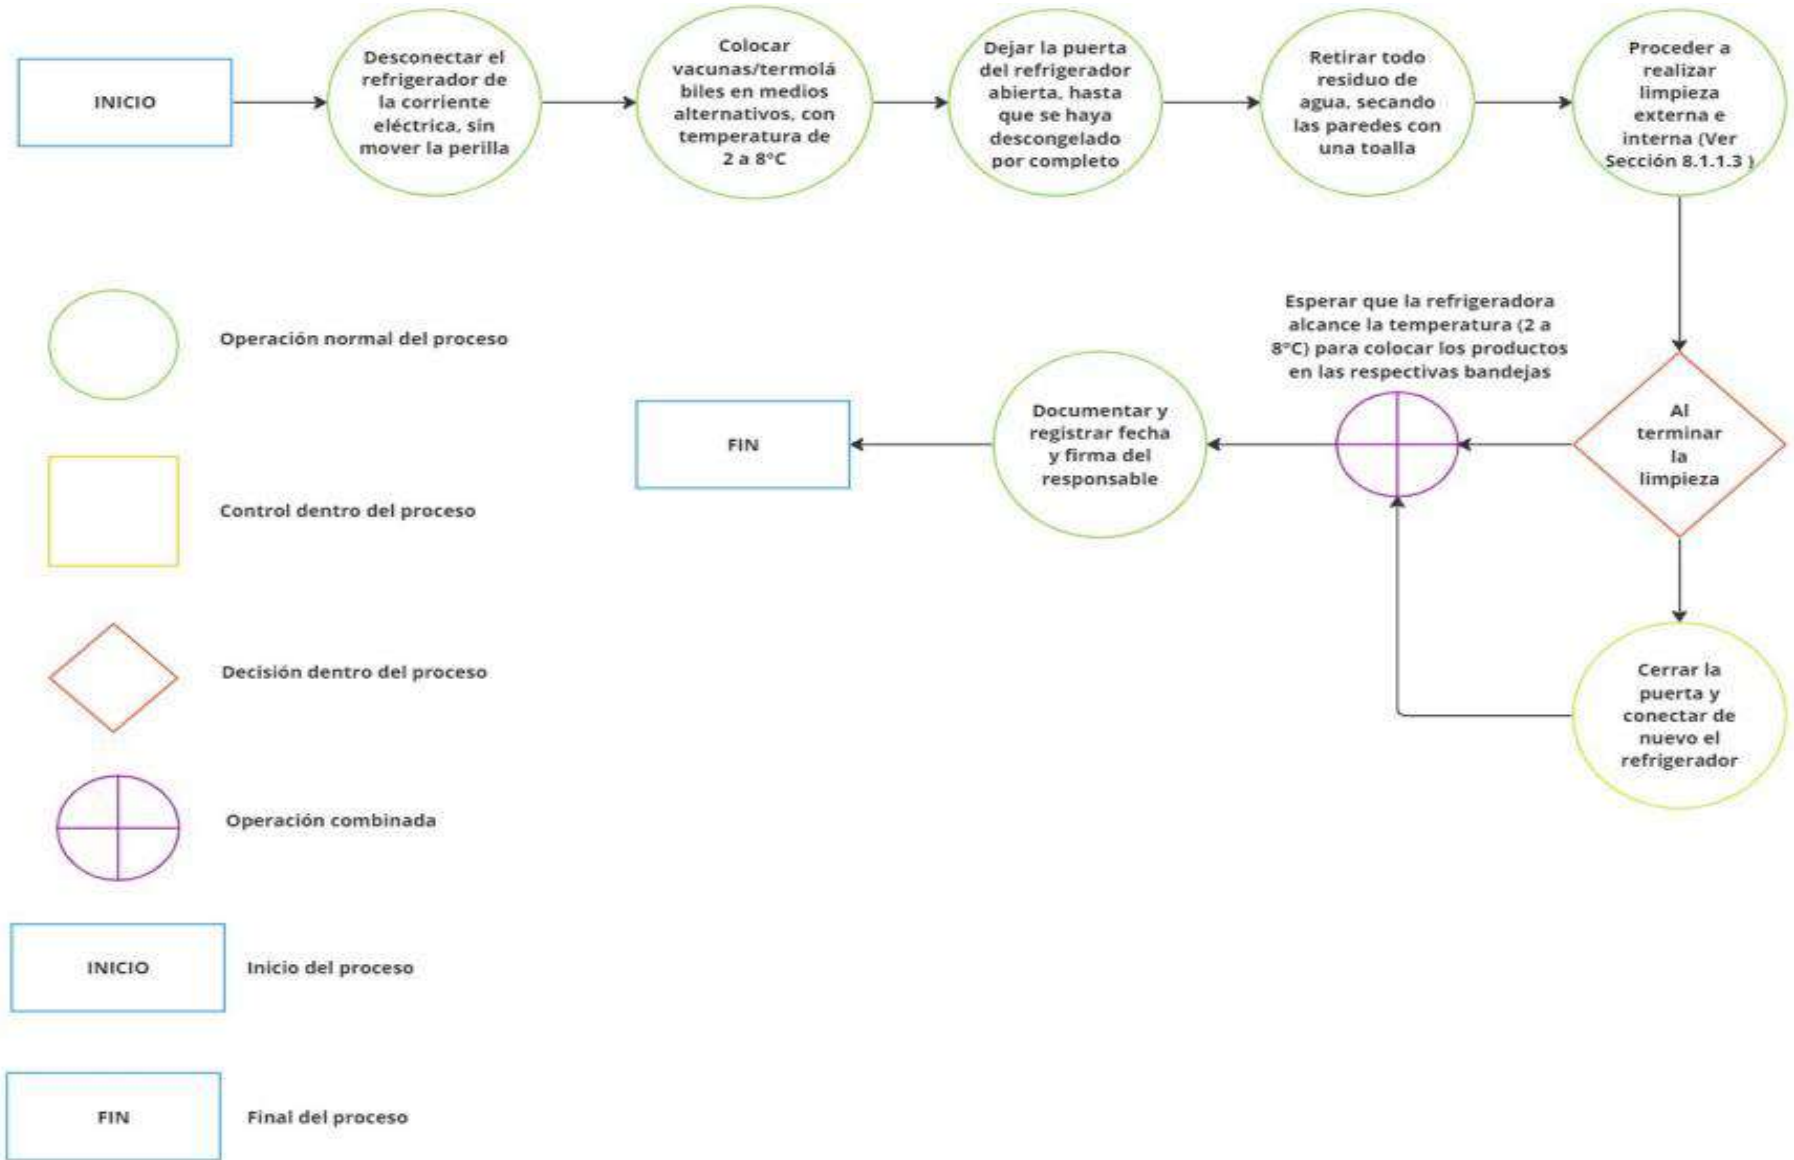 INICIO
Desconectar el
refrigerador de
la corriente
eléctrica, sin
mover la perilla
Colocar
vacunas/termolá
biles en medios
alternativos, con
temperatura de
2 a 8°C
Dejar la puerta
del refrigerador
abierta, hasta
que se haya
descongelado
por completo
Retirar todo
residuo de
agua, secando
las paredes con
una toalla
Proceder a
realizar
limpieza
externa e
interna (Ver
Sección 8.1.1.3 )
Al
terminar
la
limpieza
Cerrar la
puerta y
conectar de
nuevo el
refrigerador
Esperar que la refrigeradora
alcance la temperatura (2 a
8°C) para colocar los productos
en las respectivas bandejas
Documentar y
registrar fecha
y firma del
responsable
FIN
Operación normal del proceso
Control dentro del proceso
Decisión dentro del proceso
Operación combinada
INICIO
Inicio del proceso
FIN
Final del proceso